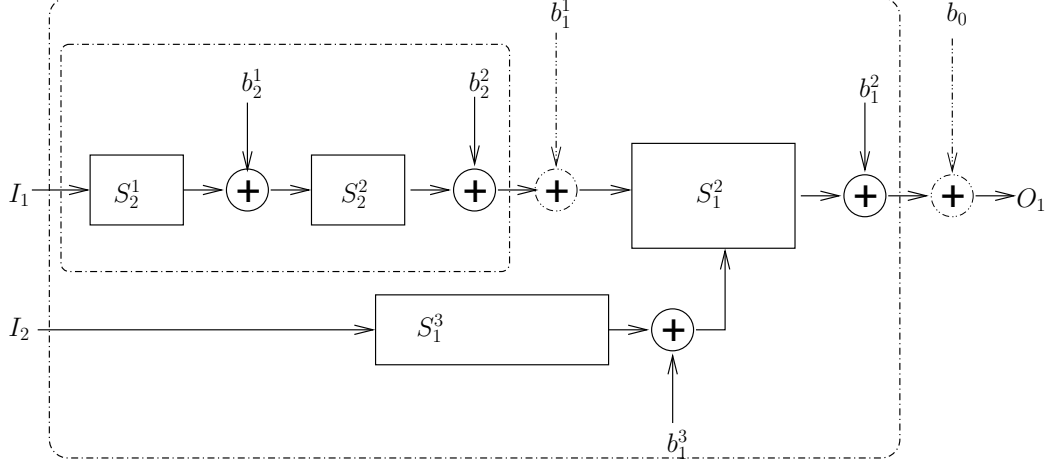 b_1^1
b_0
b_2^1
b_2^2
b_1^2
I_1
S_2^1
+
S_2^2
+
+
S_1^2
+
+
O_1
I_2
S_1^3
+
b_1^3